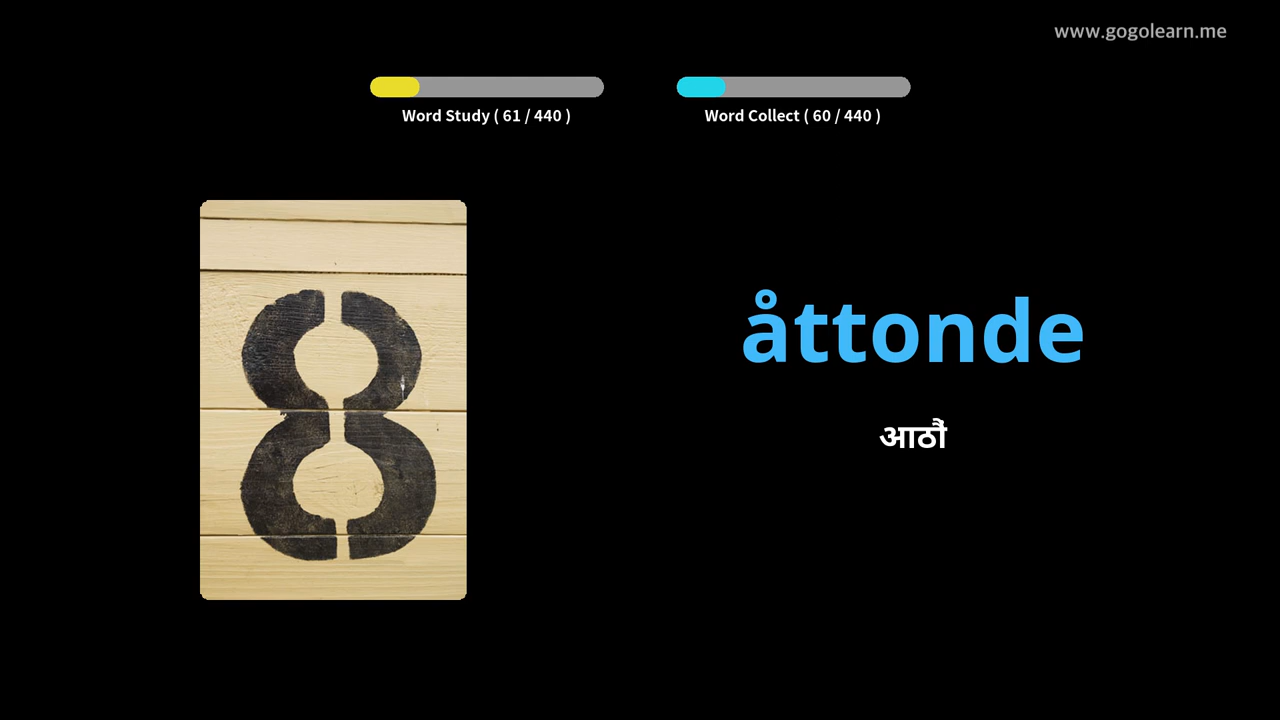 www.gogolearn.me
Word Study ( 61 / 440 )
Word Collect ( 60 / 440 )
8
åttonde
आठौं